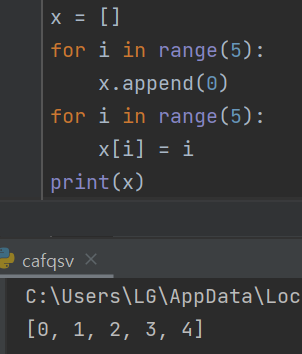 x = []
for i in range(5):
    x.append(0)
for i in range(5):
    x[i] = i
print(x)
cafqsv
C:\Users\LG\AppData\Loc
[0, 1, 2, 3, 4]